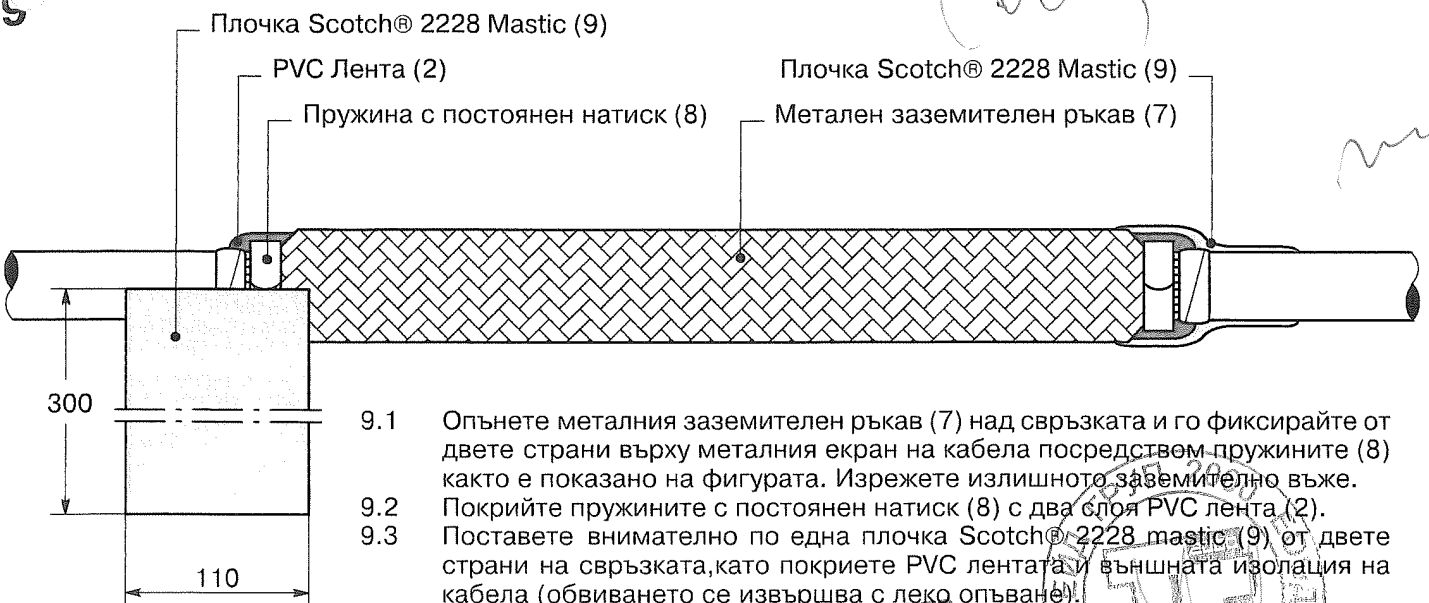 9
Плочка Scotch® 2228 Mastic (9)
PVC Лента (2)
Плочка Scotch® 2228 Mastic (9)
Пружина с постоянен натиск (8)
Метален заземителен ръкав (7)
300
110
9.1 Опънете металния заземителен ръкав (7) над свръзката и го фиксирайте от
двете страни върху металния екран на кабела посредством пружините (8)
както е показано на фигурата. Изрежете излишното заземително въже.
9.2 Покрийте пружините с постоянен натиск (8) с два слоя PVC лента (2).
9.3 Поставете внимателно по една плочка Scotch® 2228 mastic (9) от двете
страни на свръзката,като покриете PVC лентата и външната изолация на
кабела (обвиването се извършва с леко опъване).